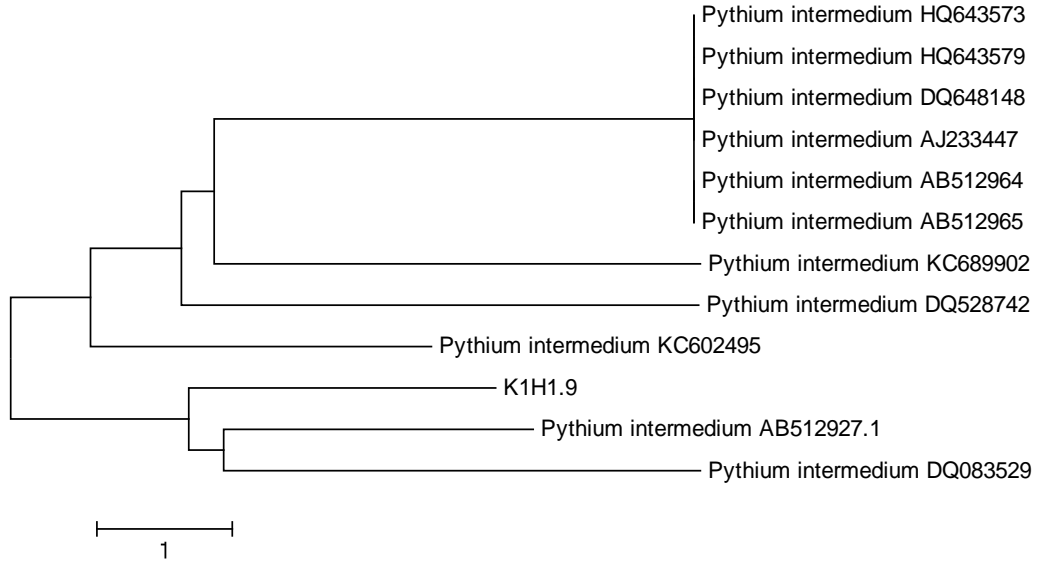 Pythium intermedium HQ643573
Pythium intermedium HQ643579
Pythium intermedium DQ648148
Pythium intermedium AJ233447
Pythium intermedium AB512964
Pythium intermedium AB512965
Pythium intermedium KC689902
Pythium intermedium DQ528742
Pythium intermedium KC602495
K1H1.9
Pythium intermedium AB512927.1
Pythium intermedium DQ083529
1